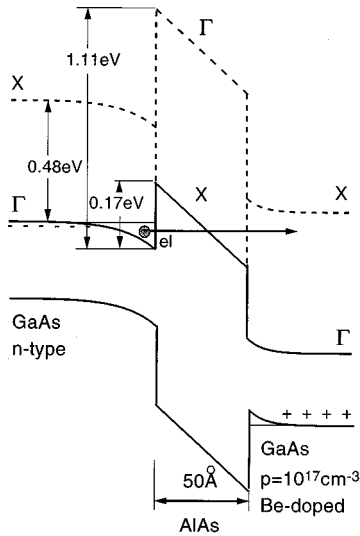 Γ
1.11eV
X
0.48eV
0.17eV
X
X
Γ
el
Γ
GaAs
n-type
+ + + +
GaAs
50Å
p=10¹⁷cm⁻³
Be-doped
AlAs